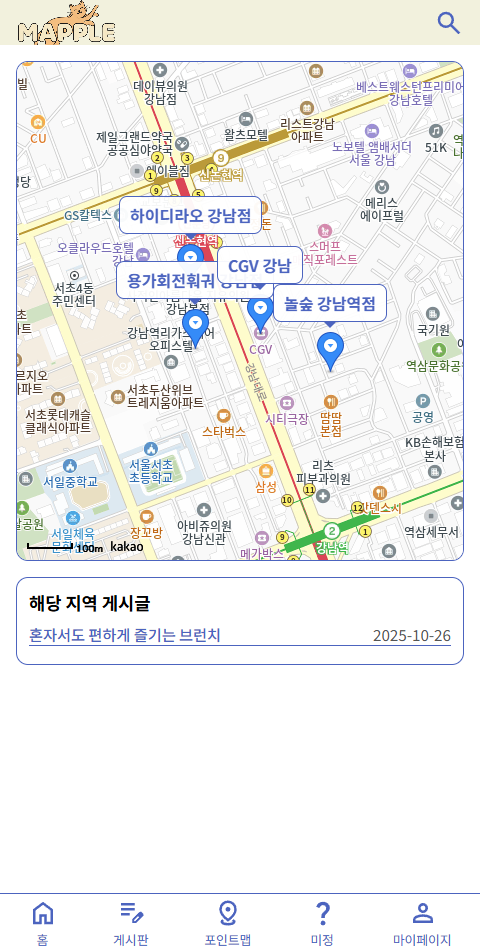 MAPPLE
빌
데이뷰의원
강남점
베스트웨스턴프리미어
강남호텔
CU
리스트강남
아파트
제일그랜드약국
공공심야약국
왈츠모텔
노보텔 앰배서더
서울 강남
51K
에이블짐
신논현역
메리스
에이프럴
GS칼텍스
하이디라오 강남점
신논현역
오클라우드호텔
강남
CGV 강남
스머프
직포레스트
용가회전훠궈 강남
놀숲 강남역점
서초4동
주민센터
강남본점
강남역리가스퀘어
오피스텔
CGV
국기원
역삼문화공원
강남대로
서초두산위브
트레지움아파트
서초롯데캐슬
클래식아파트
스타벅스
시티극장
땀땀
본점
공영
KB손해보험
본사
서울서초
초등학교
서일중학교
삼성
리츠
피부과의원
서일체육
문화센터
장꼬방
아비쥬의원
강남신관
역삼세무서
메가박스
강남역
100m
kakao
해당 지역 게시글
혼자서도 편하게 즐기는 브런치 2025-10-26
홈 게시판 포인트맵 미정 마이페이지